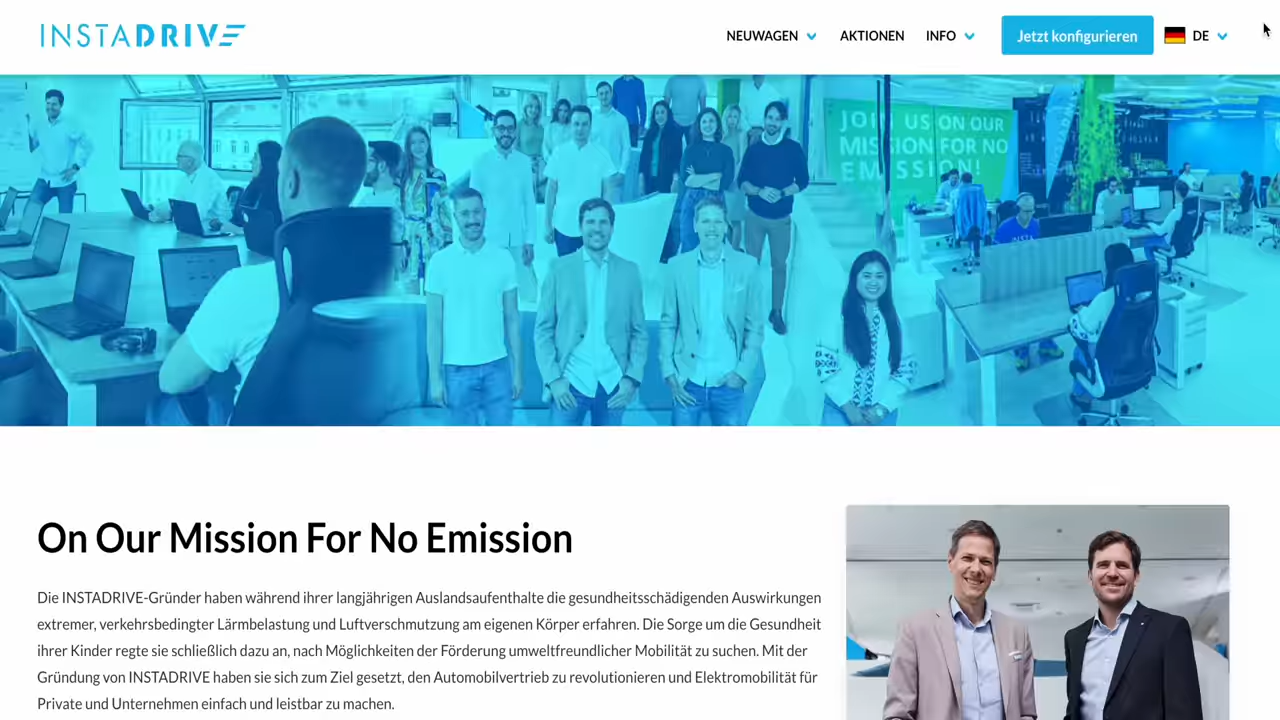 INSTADRIVE
NEUWAGEN AKTIONEN INFO Jetzt konfigurieren DE
JOIN US ON OUR
MISSION FOR NO
EMISSION!
On Our Mission For No Emission
Die INSTADRIVE-Gründer haben während ihrer langjährigen Auslandsaufenthalte die gesundheitsschädigenden Auswirkungen
extremer, verkehrsbedingter Lärmbelastung und Luftverschmutzung am eigenen Körper erfahren. Die Sorge um die Gesundheit
ihrer Kinder regte sie schließlich dazu an, nach Möglichkeiten der Förderung umweltfreundlicher Mobilität zu suchen. Mit der
Gründung von INSTADRIVE haben sie sich zum Ziel gesetzt, den Automobilvertrieb zu revolutionieren und Elektromobilität für
Private und Unternehmen einfach und leistbar zu machen.